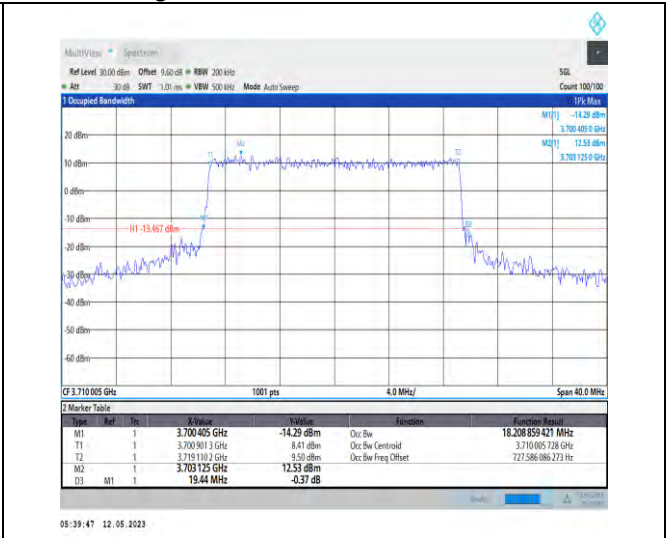 MultiView Spectrum
Ref Level 30.00 dBm Offset 9.60 dB RBW 200 kHz SGL
Att 30 dB SWT 1.01 ms VBW 500 kHz Mode Auto Sweep Count 100/100
1 Occupied Bandwidth 1Pk Max
M1[1] -14.29 dBm
3.700 405 0 GHz
M2[1] 12.53 dBm
3.703 125 0 GHz
20 dBm
10 dBm
0 dBm
-10 dBm
H1 -13.467 dBm
-20 dBm
-30 dBm
-40 dBm
-50 dBm
-60 dBm
T1
M2
T2
M1
D3
CF 3.710 005 GHz 1001 pts 4.0 MHz/ Span 40.0 MHz
2 Marker Table
Type Ref Trc X-Value Y-Value Function Function Result
M1 1 3.700 405 GHz -14.29 dBm Occ Bw 18.208 859 421 MHz
T1 1 3.700 901 3 GHz 8.41 dBm Occ Bw Centroid 3.710 005 728 GHz
T2 1 3.719 110 2 GHz 9.50 dBm Occ Bw Freq Offset 727.586 086 273 Hz
M2 1 3.703 125 GHz 12.53 dBm
D3 M1 1 19.44 MHz -0.37 dB
05:39:47 12.05.2023